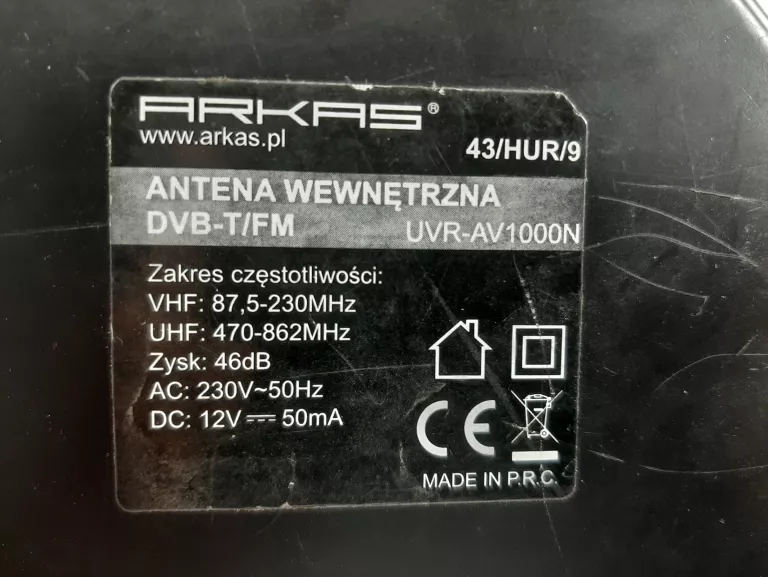 ARKAS®
www.arkas.pl
43/HUR/9
ANTENA WEWNĘTRZNA
DVB-T/FM UVR-AV1000N
Zakres częstotliwości:
VHF: 87,5-230MHz
UHF: 470-862MHz
Zysk: 46dB
AC: 230V~50Hz
DC: 12V⎓50mA
CE
MADE IN P.R.C.